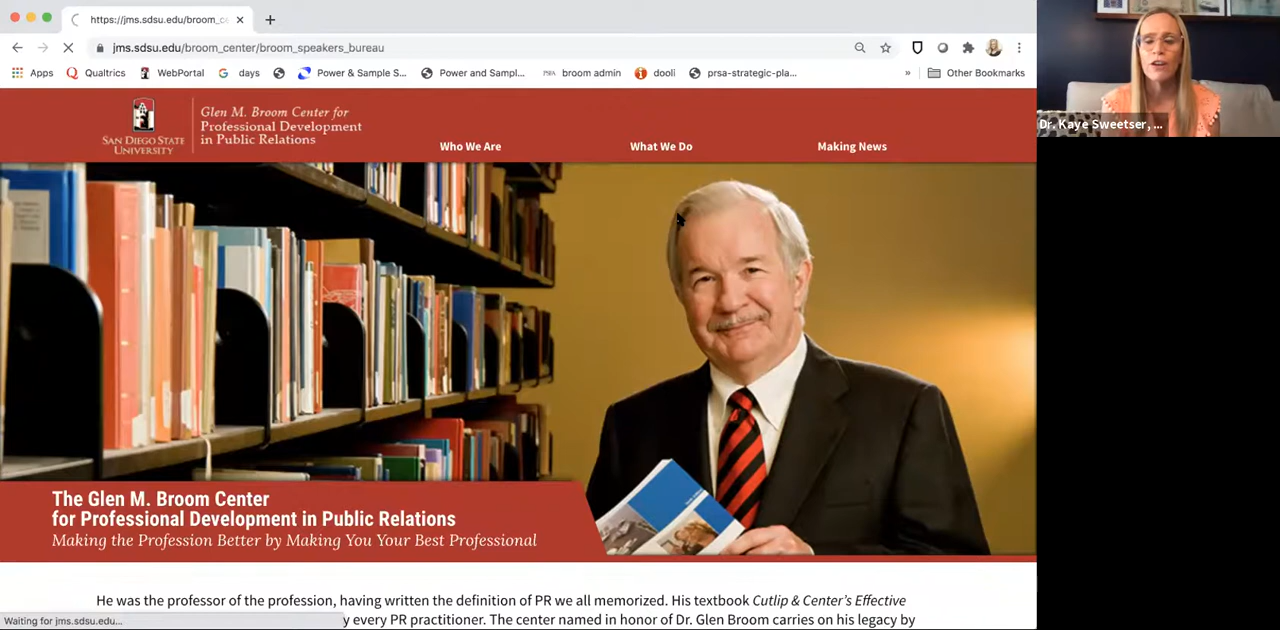 https://jms.sdsu.edu/broom_c
jms.sdsu.edu/broom_center/broom_speakers_bureau
Apps Qualtrics WebPortal days Power & Sample S... Power and Sampl... PRSA broom admin dooli prsa-strategic-pla... » Other Bookmarks
SAN DIEGO STATE
UNIVERSITY
Glen M. Broom Center for
Professional Development
in Public Relations
Who We Are What We Do Making News
Dr. Kaye Sweetser, ...
The Glen M. Broom Center
for Professional Development in Public Relations
Making the Profession Better by Making You Your Best Professional
He was the professor of the profession, having written the definition of PR we all memorized. His textbook Cutlip & Center's Effective
y every PR practitioner. The center named in honor of Dr. Glen Broom carries on his legacy by
Waiting for jms.sdsu.edu...